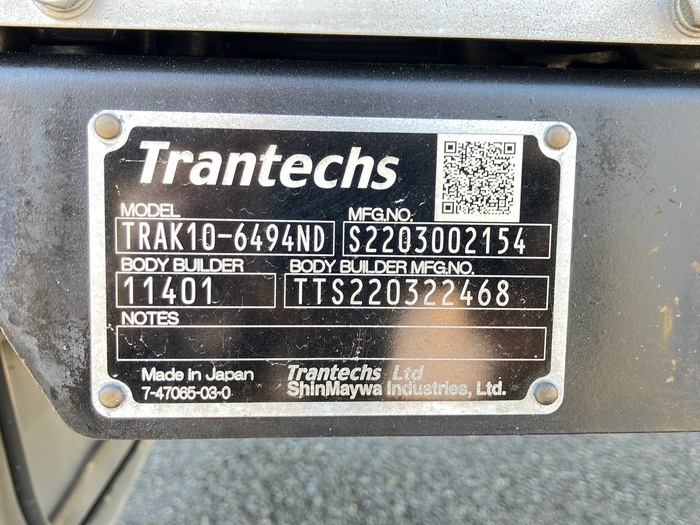 Trantechs
MODEL MFG.NO.
TRAK10-6494ND S2203002154
BODY BUILDER BODY BUILDER MFG.NO.
11401 TTS220322468
NOTES
Made in Japan Trantechs Ltd
7-47065-03-0 ShinMaywa Industries, Ltd.